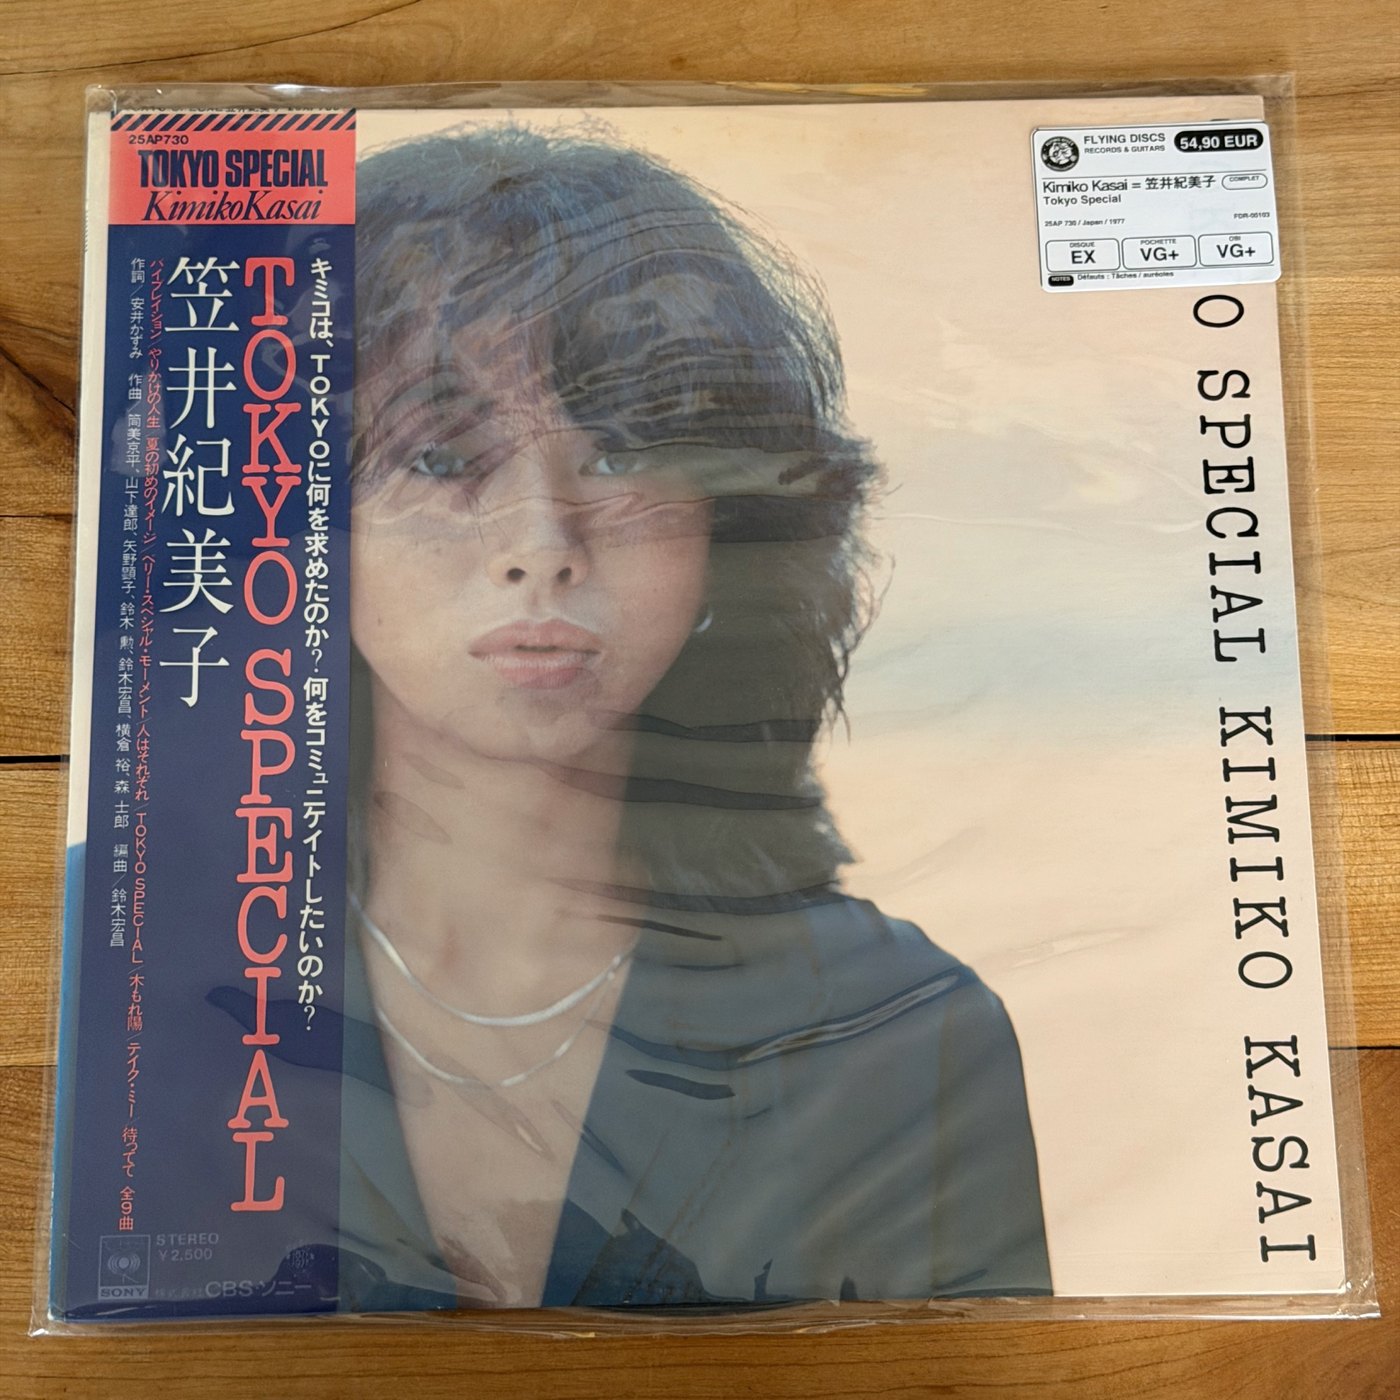 25AP730
TOKYO SPECIAL
Kimiko Kasai
キミコは、TOKYOに何を求めたのか？何をコミュニケイトしたいのか？
TOKYO SPECIAL
笠井紀美子
バイブレイション／やりかけの人生／夏の初めのイメージ／ベリー・スペシャル・モーメント／人はそれぞれ／TOKYO SPECIAL／木もれ陽／テイク・ミー／待ってて 全9曲
作詞／安井かずみ 作曲／筒美京平、山下達郎、矢野顕子、鈴木 勲、鈴木宏昌、横倉 裕、森 士郎 編曲／鈴木宏昌
STEREO
¥2,500
SONY
CBS・ソニー
FLYING DISCS
RECORDS & GUITARS
54,90 EUR
Kimiko Kasai = 笠井紀美子
COMPLET
Tokyo Special
25AP 730 / Japan / 1977
FDR-00103
DISQUE
EX
POCHETTE
VG+
OBI
VG+
NOTES
Défauts : Tâches / auréoles
O SPECIAL KIMIKO KASAI